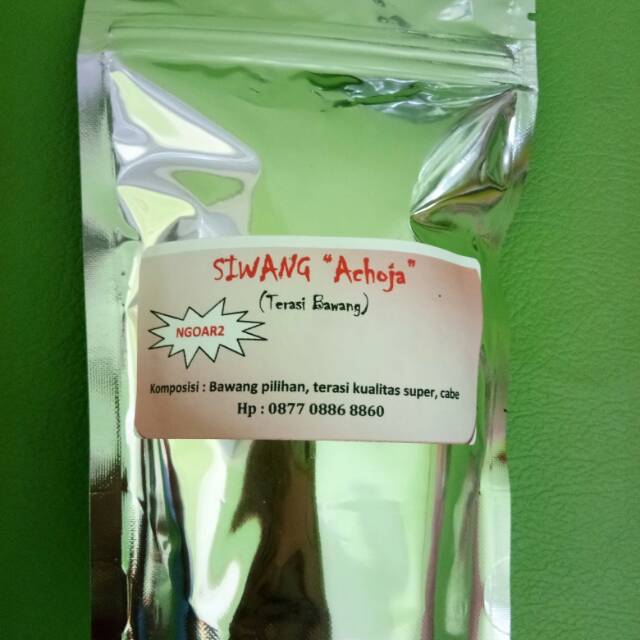 SIWANG "Achoja"
(Terasi Bawang)
NGOAR2
Komposisi : Bawang pilihan, terasi kualitas super, cabe
Hp : 0877 0886 8860